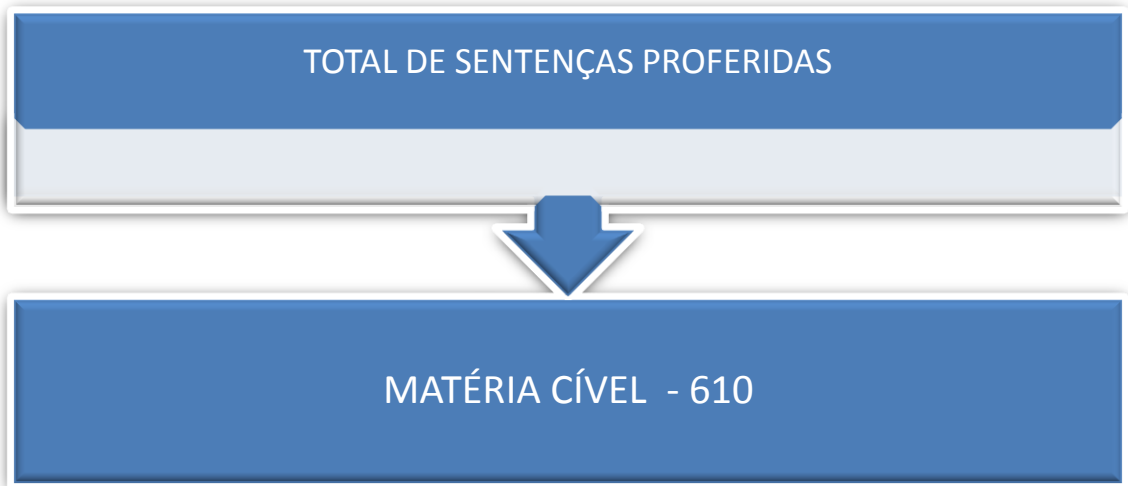 TOTAL DE SENTENÇAS PROFERIDAS
MATÉRIA CÍVEL - 610